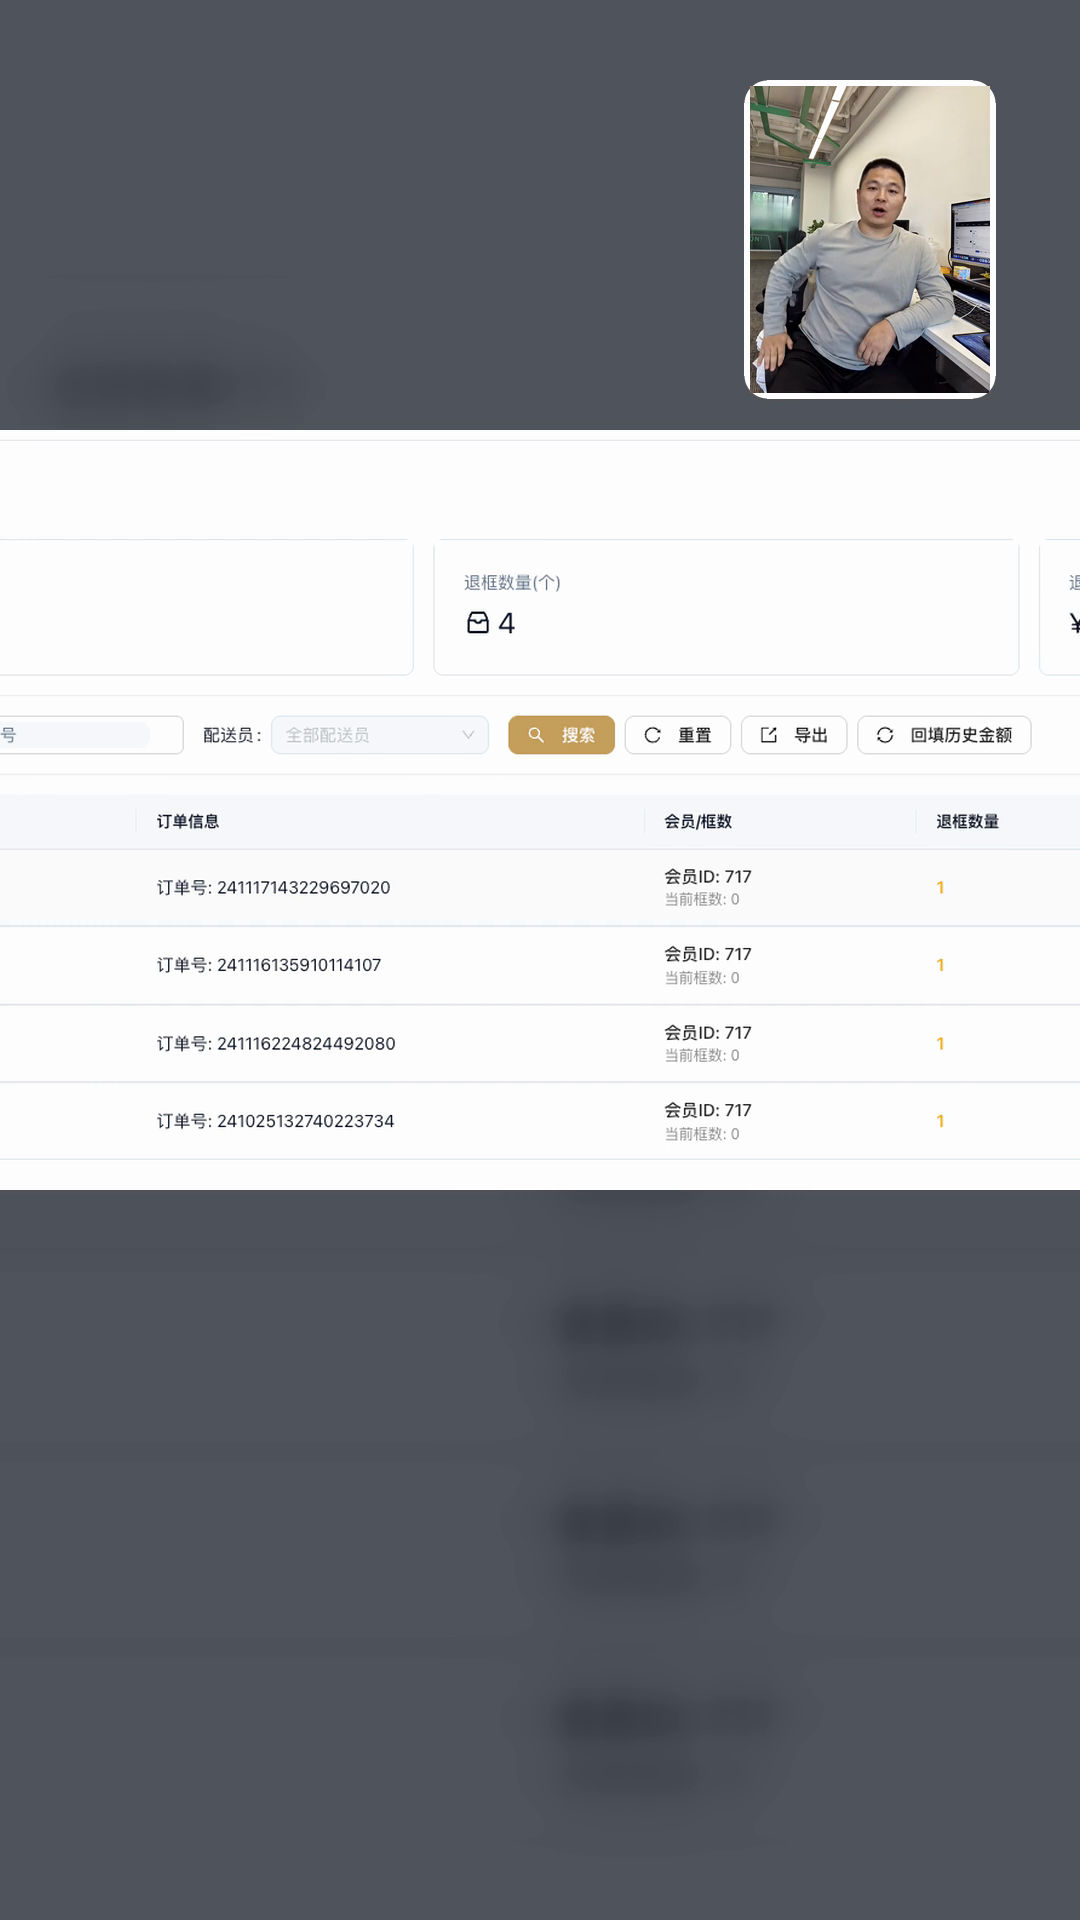 退框数量(个)
4
¥
号
配送员:
全部配送员
搜索
重置
导出
回填历史金额
订单信息
会员/框数
退框数量
订单号: 241117143229697020
会员ID: 717
当前框数: 0
1
订单号: 241116135910114107
会员ID: 717
当前框数: 0
1
订单号: 241116224824492080
会员ID: 717
当前框数: 0
1
订单号: 241025132740223734
会员ID: 717
当前框数: 0
1